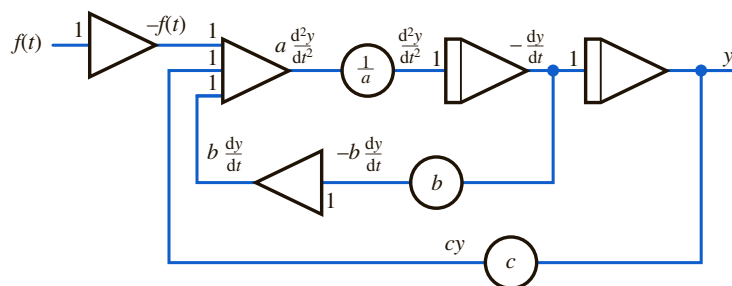 f(t) 1 −f(t) 1 1 1 a d²y/dt² 1/a d²y/dt² 1 − dy/dt 1 y
b dy/dt 1 −b dy/dt b
cy c